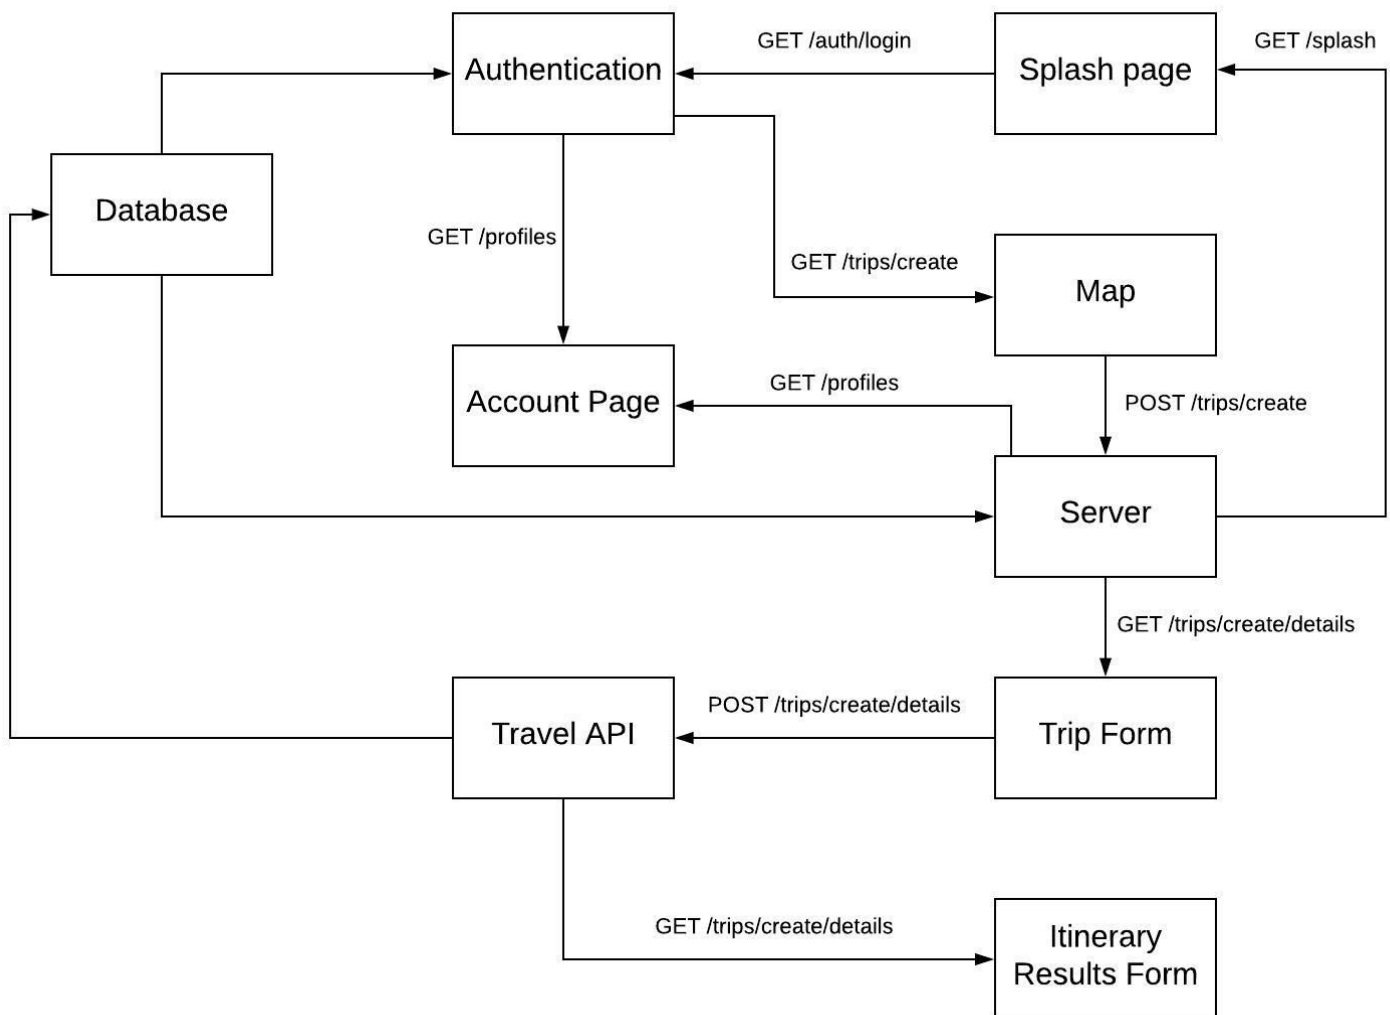 GET /auth/login
GET /splash
Authentication
Splash page
Database
GET /profiles
GET /trips/create
Map
GET /profiles
Account Page
POST /trips/create
Server
GET /trips/create/details
POST /trips/create/details
Travel API
Trip Form
GET /trips/create/details
Itinerary
Results Form